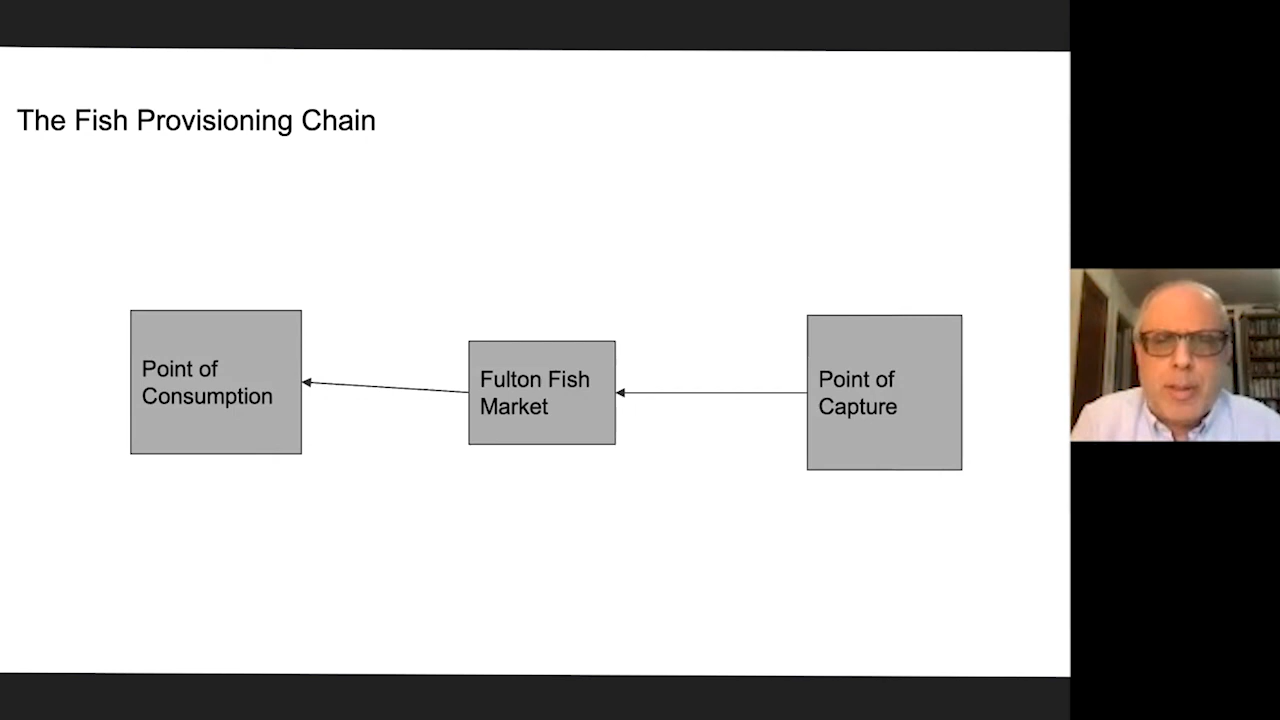 The Fish Provisioning Chain
Point of
Consumption
Fulton Fish
Market
Point of
Capture